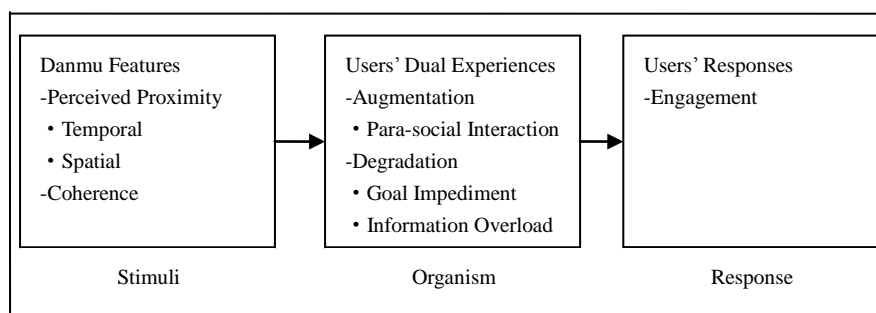 Danmu Features
-Perceived Proximity
・Temporal
・Spatial
-Coherence
Users’ Dual Experiences
-Augmentation
・Para-social Interaction
-Degradation
・Goal Impediment
・Information Overload
Users’ Responses
-Engagement
Stimuli
Organism
Response